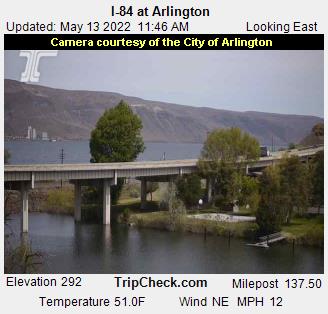 I-84 at Arlington
Updated: May 13 2022 11:46 AM Looking East
Camera courtesy of the City of Arlington
Elevation 292 TripCheck.com Milepost 137.50
Temperature 51.0F Wind NE MPH 12